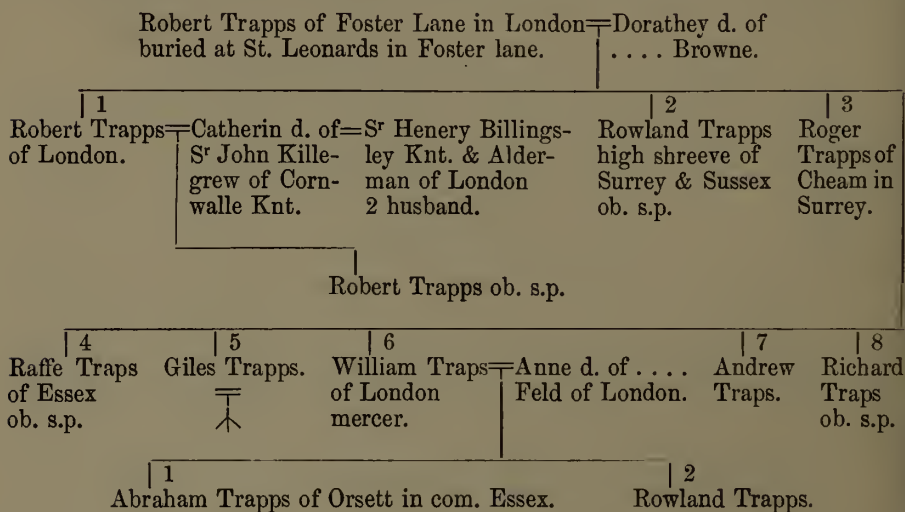 Robert Trapps of Foster Lane in London=Dorathey d. of
buried at St. Leonards in Foster lane. .... Browne.
1 2 3
Robert Trapps=Catherin d. of=Sr Henery Billings- Rowland Trapps Roger
of London. Sr John Kille- ley Knt. & Alder- high shreeve of Trapps of
grew of Corn- man of London Surrey & Sussex Cheam in
walle Knt. 2 husband. ob. s.p. Surrey.
Robert Trapps ob. s.p.
4 5 6 7 8
Raffe Traps Giles Trapps. William Traps=Anne d. of .... Andrew Richard
of Essex of London Feld of London. Traps. Traps
ob. s.p. mercer. ob. s.p.
1 2
Abraham Trapps of Orsett in com. Essex. Rowland Trapps.